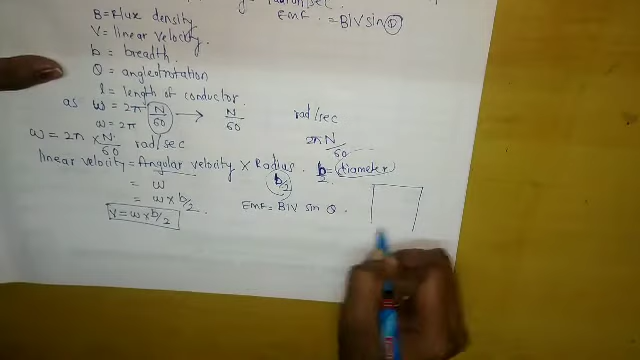 rad/sec
EMF. = BlV sin θ
B = Flux density
V = linear velocity.
b = breadth.
θ = angle of rotation
l = length of conductor.
as ω = 2π N/60 → N/60 rad/sec
ω = 2π
2πN/60
ω = 2π × N/60 rad/sec
linear velocity = Angular velocity × Radius. b/2 = diameter
= ω b/2
= ω × b/2
V = ω × b/2
EMF = BlV sin θ.